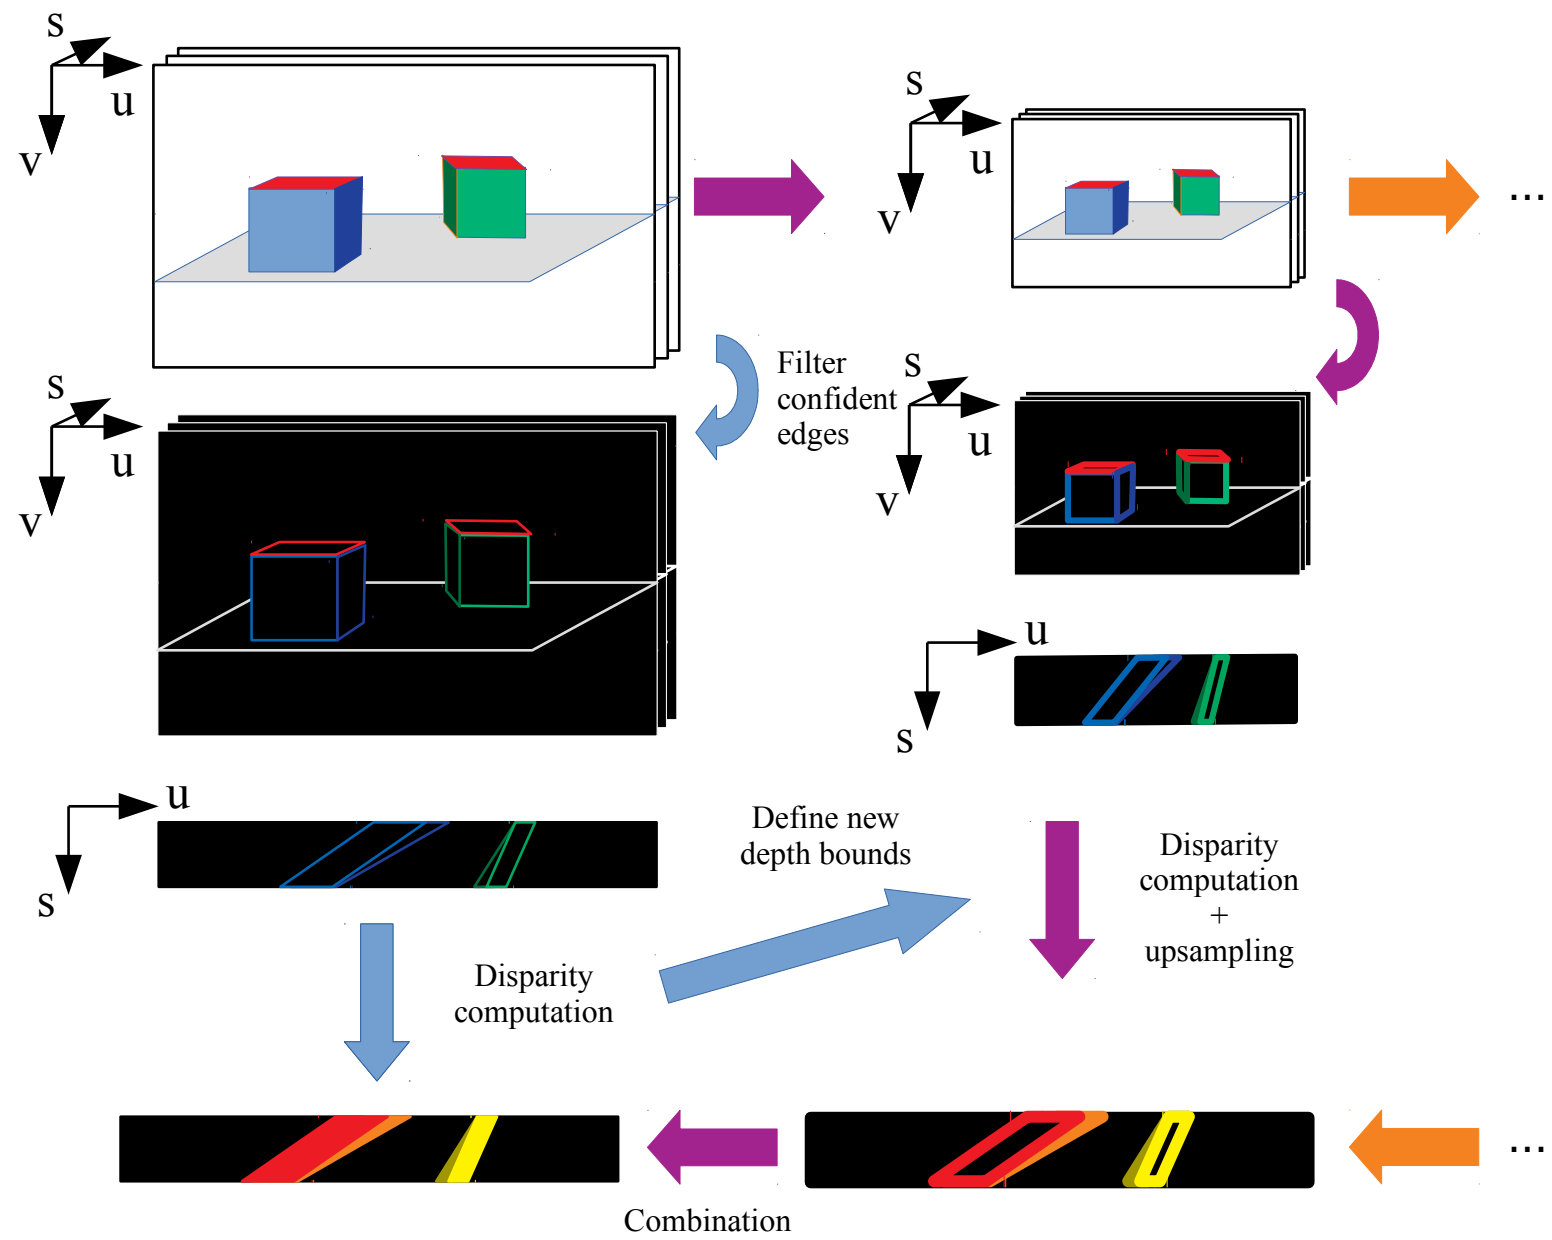 s
u
v
s
u
v
...
Filter
confident
edges
s
u
v
s
u
v
u
s
u
s
Define new
depth bounds
Disparity
computation
+
upsampling
Disparity
computation
...
Combination